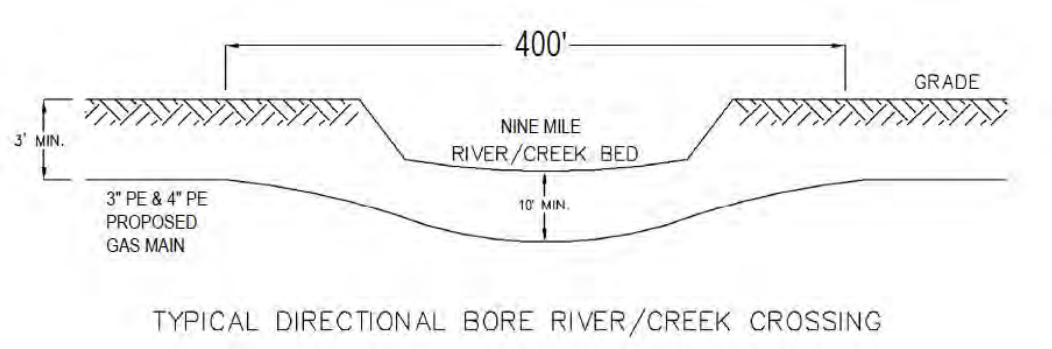 400'
GRADE
3' MIN.
NINE MILE
RIVER/CREEK BED
10' MIN.
3" PE & 4" PE
PROPOSED
GAS MAIN
TYPICAL DIRECTIONAL BORE RIVER/CREEK CROSSING